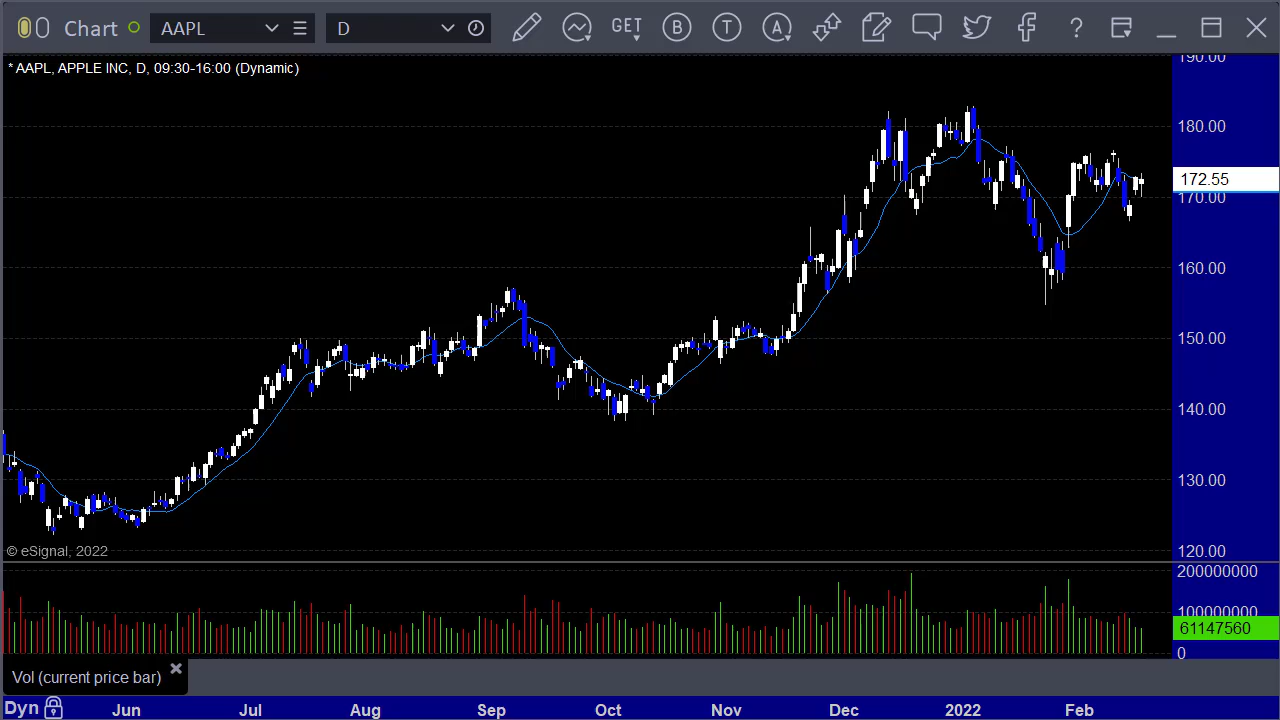 Chart AAPL D GET B T A ?
* AAPL, APPLE INC, D, 09:30-16:00 (Dynamic)
190.00
180.00
172.55
170.00
160.00
150.00
140.00
130.00
120.00
© eSignal, 2022
200000000
100000000
61147560
0
Vol (current price bar)
Dyn Jun Jul Aug Sep Oct Nov Dec 2022 Feb